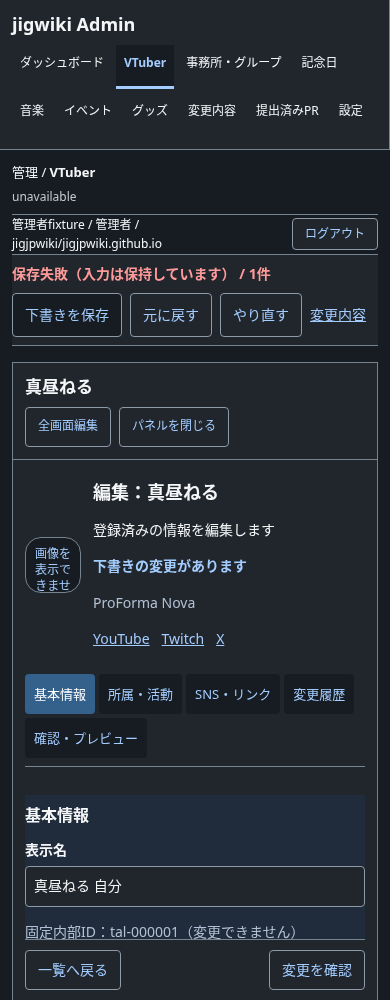 jigwiki Admin
ダッシュボード VTuber 事務所・グループ 記念日
音楽 イベント グッズ 変更内容 提出済みPR 設定
管理 / VTuber
unavailable
管理者fixture / 管理者 /
jigjpwiki/jigjpwiki.github.io
ログアウト
保存失敗（入力は保持しています） / 1件
下書きを保存 元に戻す やり直す 変更内容
真昼ねる
全画面編集 パネルを閉じる
画像を
表示で
きませ
編集：真昼ねる
登録済みの情報を編集します
下書きの変更があります
ProForma Nova
YouTube Twitch X
基本情報 所属・活動 SNS・リンク 変更履歴
確認・プレビュー
基本情報
表示名
真昼ねる 自分
固定内部ID：tal-000001（変更できません）
一覧へ戻る 変更を確認